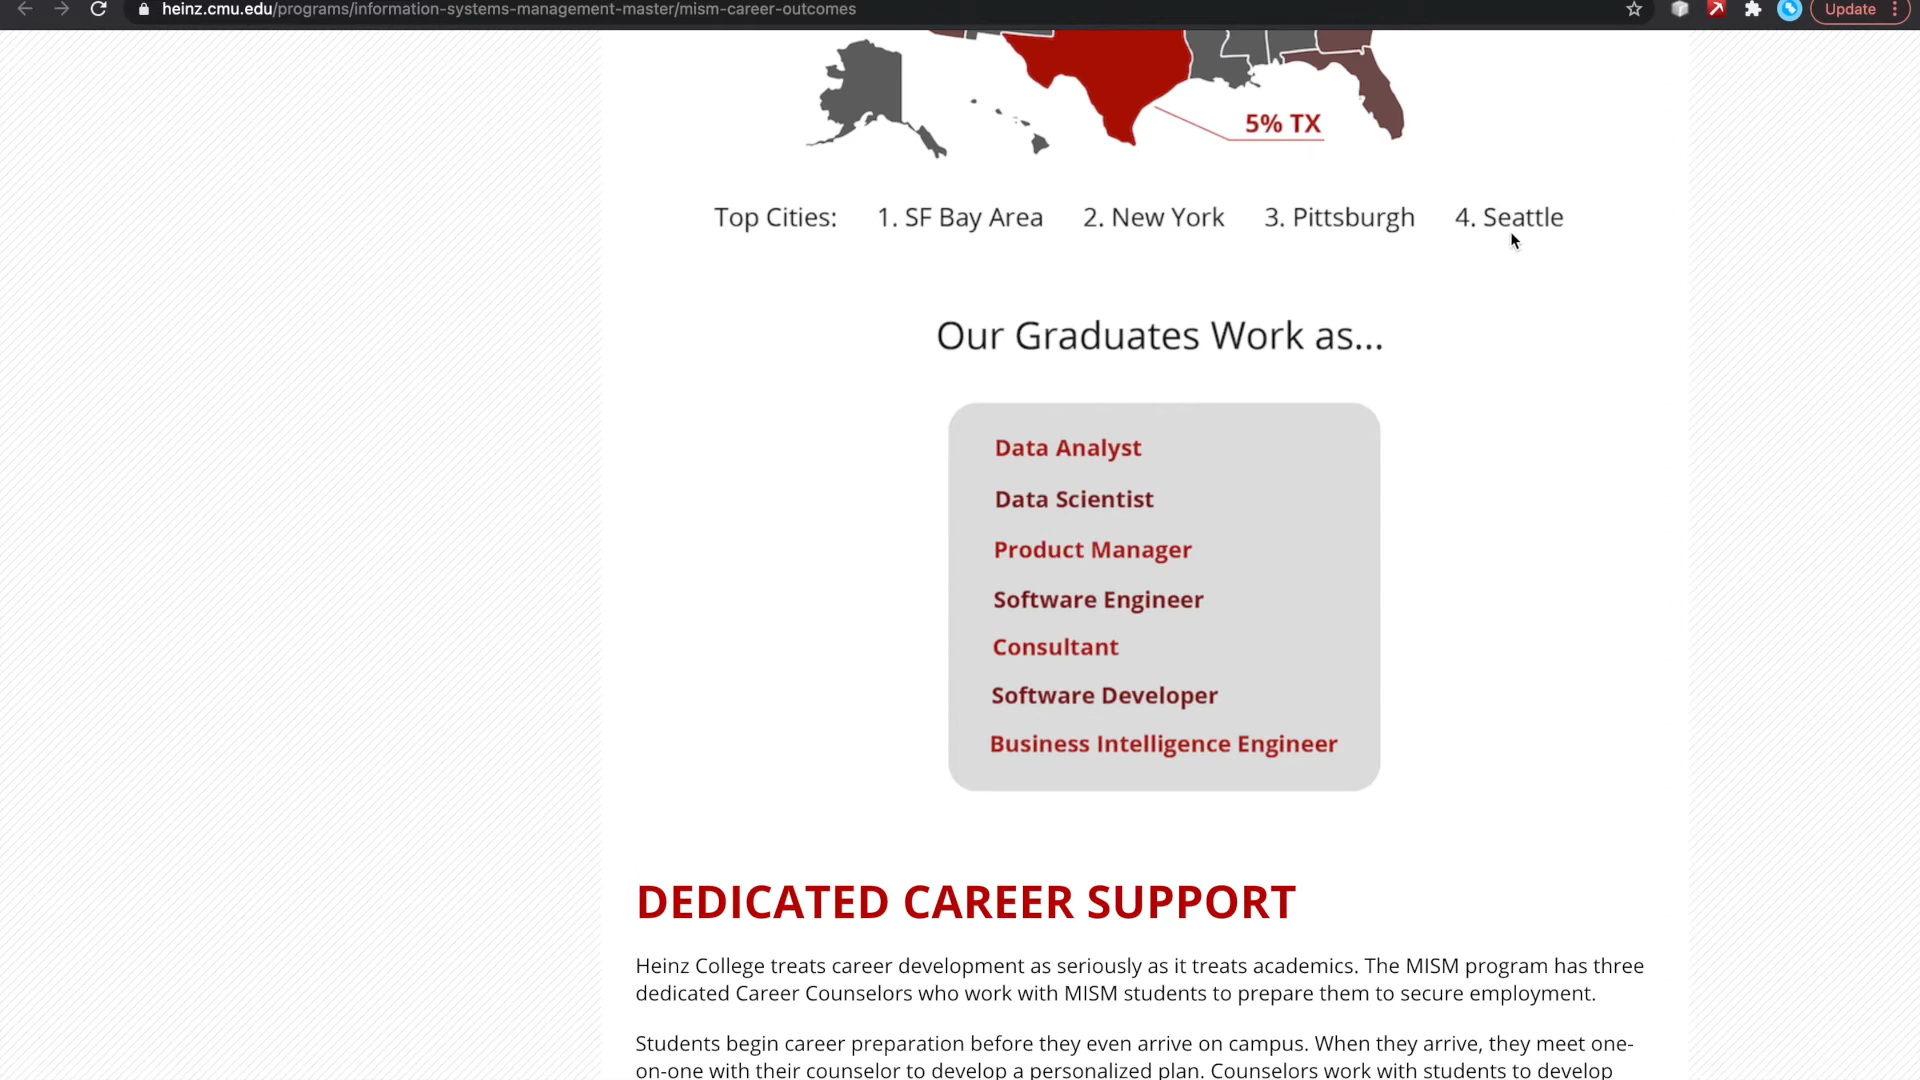 heinz.cmu.edu/programs/information-systems-management-master/mism-career-outcomes
Update
5% TX
Top Cities: 1. SF Bay Area 2. New York 3. Pittsburgh 4. Seattle
Our Graduates Work as...
Data Analyst
Data Scientist
Product Manager
Software Engineer
Consultant
Software Developer
Business Intelligence Engineer
DEDICATED CAREER SUPPORT
Heinz College treats career development as seriously as it treats academics. The MISM program has three
dedicated Career Counselors who work with MISM students to prepare them to secure employment.
Students begin career preparation before they even arrive on campus. When they arrive, they meet one-
on-one with their counselor to develop a personalized plan. Counselors work with students to develop